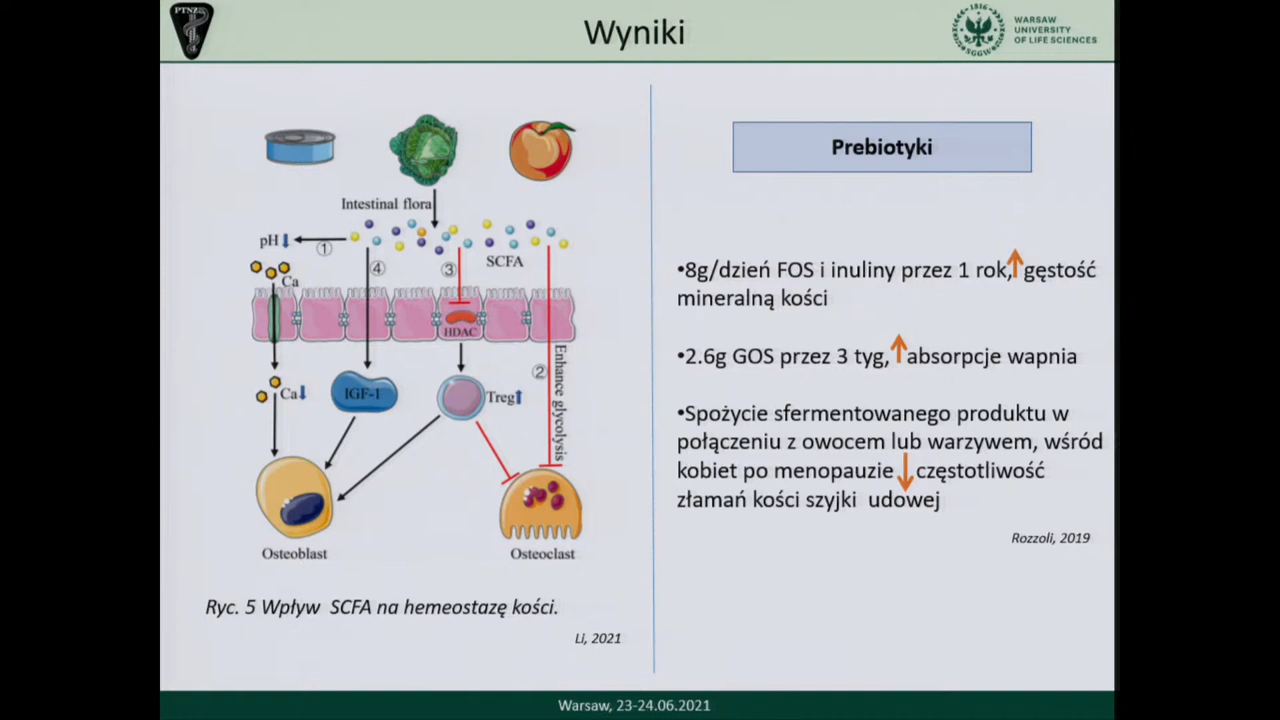 PTNŻ
Wyniki
1816
SGGW
WARSAW
UNIVERSITY
OF LIFE SCIENCES
Intestinal flora
pH
①
④
③
SCFA
Ca
HDAC
②
Enhance glycolysis
Ca
IGF-1
Treg
Osteoblast
Osteoclast
Ryc. 5 Wpływ SCFA na hemeostazę kości.
Li, 2021
Prebiotyki
•8g/dzień FOS i inuliny przez 1 rok,↑gęstość
mineralną kości
•2.6g GOS przez 3 tyg,↑absorpcje wapnia
•Spożycie sfermentowanego produktu w
połączeniu z owocem lub warzywem, wśród
kobiet po menopauzie ↓częstotliwość
złamań kości szyjki udowej
Rozzoli, 2019
Warsaw, 23-24.06.2021